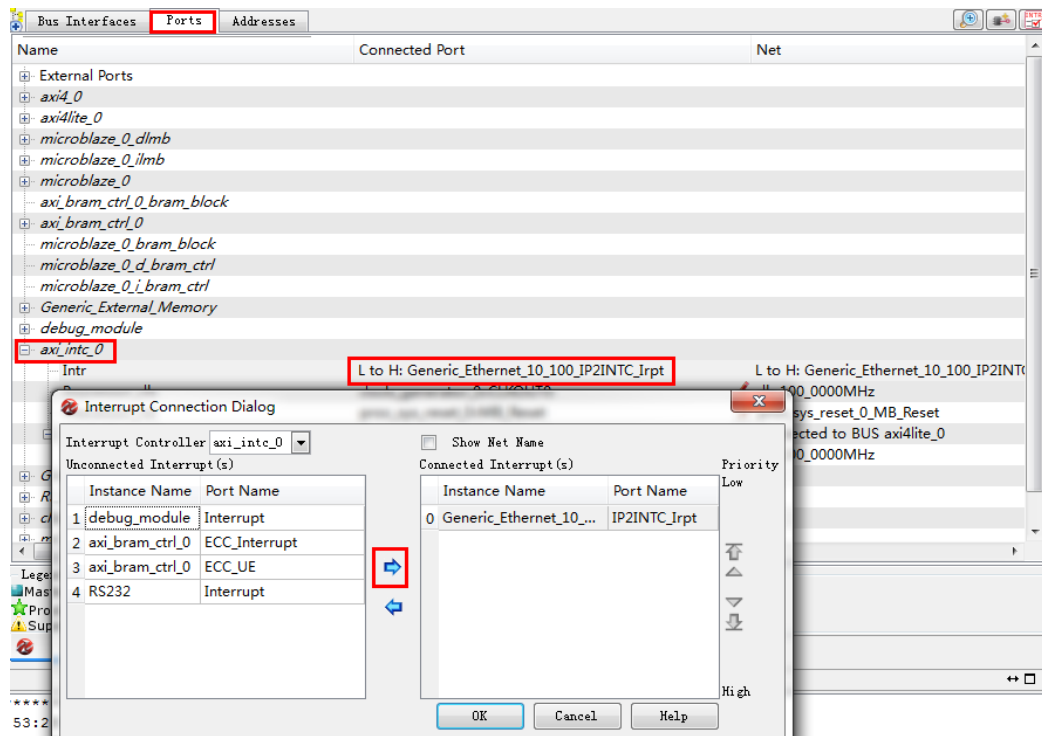 Bus Interfaces Ports Addresses
Name Connected Port Net
External Ports
axi4_0
axi4lite_0
microblaze_0_dlmb
microblaze_0_ilmb
microblaze_0
axi_bram_ctrl_0_bram_block
axi_bram_ctrl_0
microblaze_0_bram_block
microblaze_0_d_bram_ctrl
microblaze_0_i_bram_ctrl
Generic_External_Memory
debug_module
axi_intc_0
Intr L to H: Generic_Ethernet_10_100_IP2INTC_Irpt L to H: Generic_Ethernet_10_100_IP2INT
Interrupt Connection Dialog
sys_reset_0_MB_Reset
Interrupt Controller axi_intc_0 Show Net Name
ected to BUS axi4lite_0
Unconnected Interrupt(s) Connected Interrupt(s) Priority
0_0000MHz
Low
Instance Name Port Name Instance Name Port Name
1 debug_module Interrupt 0 Generic_Ethernet_10_... IP2INTC_Irpt
2 axi_bram_ctrl_0 ECC_Interrupt
3 axi_bram_ctrl_0 ECC_UE
4 RS232 Interrupt
Lege
Mas
Pro
Sup
High
OK Cancel Help
****
53:2